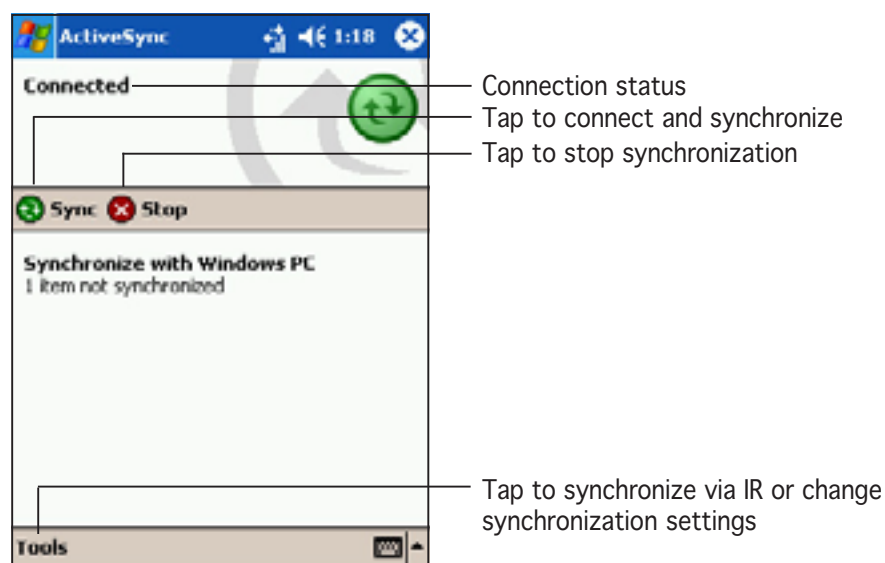 ActiveSync 1:18
Connected
Connection status
Tap to connect and synchronize
Tap to stop synchronization
Sync Stop
Synchronize with Windows PC
1 item not synchronized
Tap to synchronize via IR or change
synchronization settings
Tools